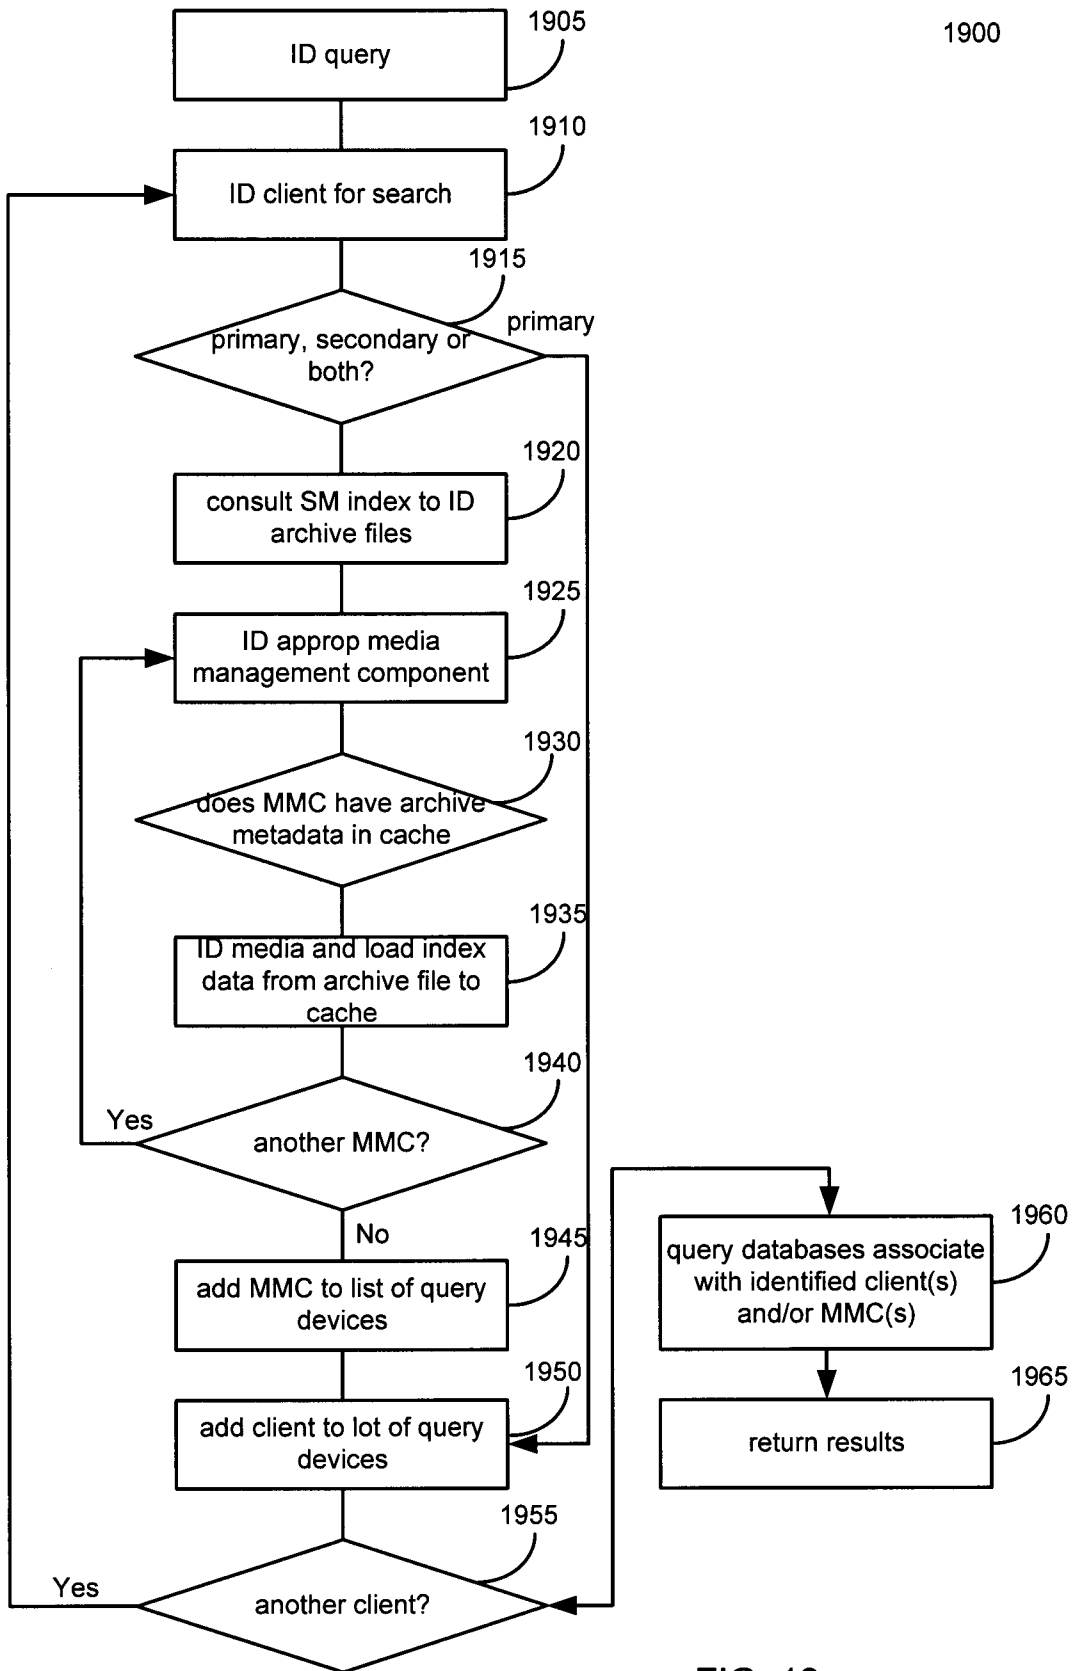 1900
1905
ID query
1910
ID client for search
1915
primary
primary, secondary or
both?
1920
consult SM index to ID
archive files
1925
ID approp media
management component
1930
does MMC have archive
metadata in cache
1935
ID media and load index
data from archive file to
cache
1940
Yes
another MMC?
No
1945
add MMC to list of query
devices
1950
add client to lot of query
devices
1955
Yes
another client?
1960
query databases associate
with identified client(s)
and/or MMC(s)
1965
return results